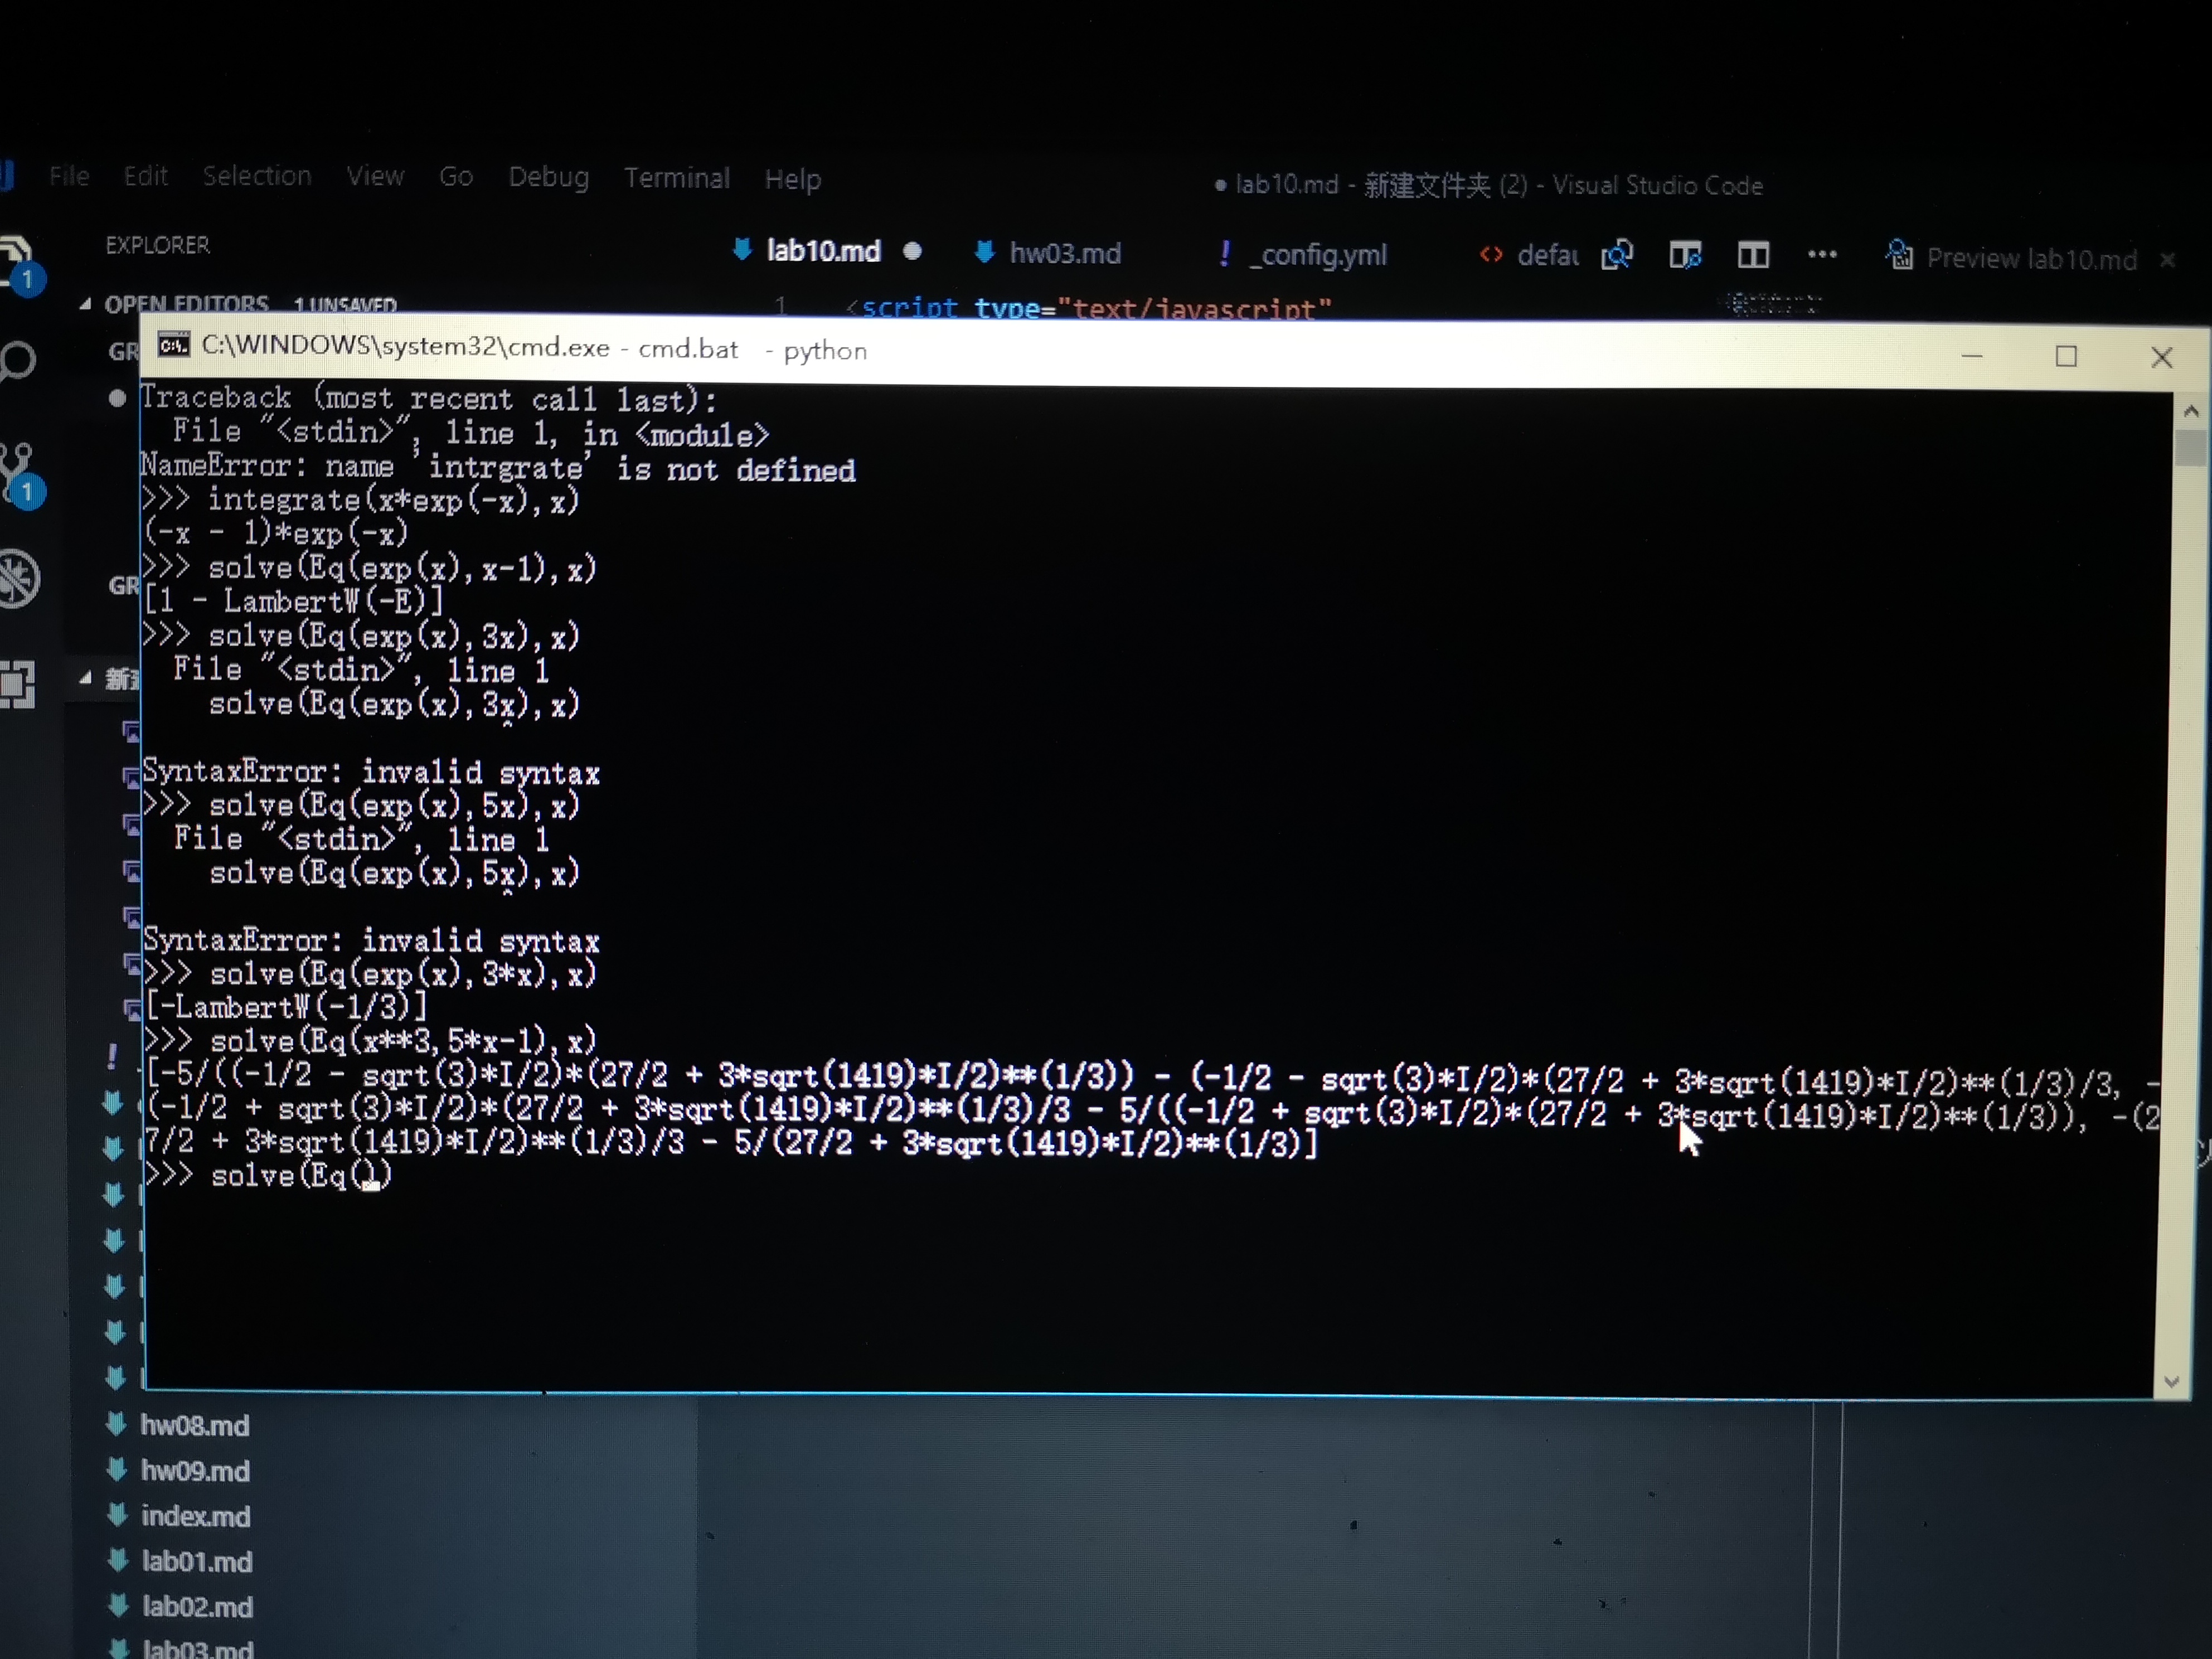 File Edit Selection View Go Debug Terminal Help
● lab10.md - 新建文件夹 (2) - Visual Studio Code
EXPLORER
lab10.md hw03.md ! _config.yml <> defau ··· Preview lab10.md ×
1
OPEN EDITORS 1 UNSAVED
1 <script type="text/javascript"
GR
C:\WINDOWS\system32\cmd.exe - cmd.bat - python
Traceback (most recent call last):
File "<stdin>", line 1, in <module>
NameError: name 'intrgrate' is not defined
1
>>> integrate(x*exp(-x),x)
(-x - 1)*exp(-x)
>>> solve(Eq(exp(x),x-1),x)
GR
[1 - LambertW(-E)]
>>> solve(Eq(exp(x),3x),x)
File "<stdin>", line 1
新建
solve(Eq(exp(x),3x),x)
^
SyntaxError: invalid syntax
>>> solve(Eq(exp(x),5x),x)
File "<stdin>", line 1
solve(Eq(exp(x),5x),x)
^
SyntaxError: invalid syntax
>>> solve(Eq(exp(x),3*x),x)
[-LambertW(-1/3)]
>>> solve(Eq(x**3,5*x-1),x)
!
[-5/((-1/2 - sqrt(3)*I/2)*(27/2 + 3*sqrt(1419)*I/2)**(1/3)) - (-1/2 - sqrt(3)*I/2)*(27/2 + 3*sqrt(1419)*I/2)**(1/3)/3, -
(-1/2 + sqrt(3)*I/2)*(27/2 + 3*sqrt(1419)*I/2)**(1/3)/3 - 5/((-1/2 + sqrt(3)*I/2)*(27/2 + 3*sqrt(1419)*I/2)**(1/3)), -(2
7/2 + 3*sqrt(1419)*I/2)**(1/3)/3 - 5/(27/2 + 3*sqrt(1419)*I/2)**(1/3)]
>>> solve(Eq())
hw08.md
hw09.md
index.md
lab01.md
lab02.md
lab03.md